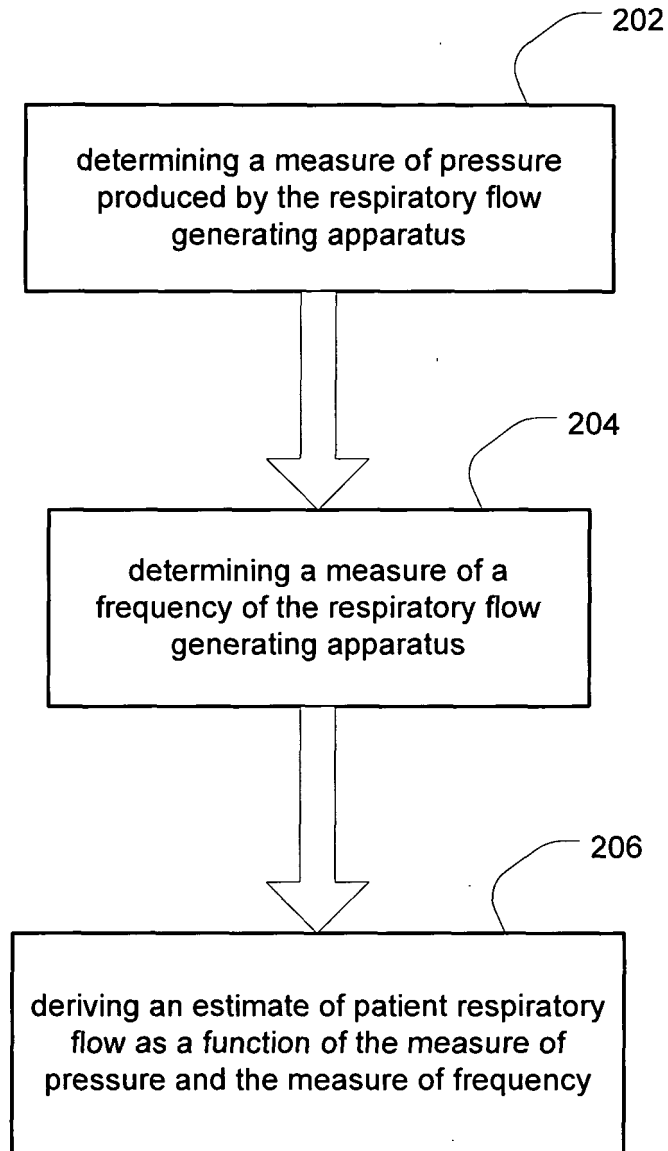 202
determining a measure of pressure
produced by the respiratory flow
generating apparatus
204
determining a measure of a
frequency of the respiratory flow
generating apparatus
206
deriving an estimate of patient respiratory
flow as a function of the measure of
pressure and the measure of frequency